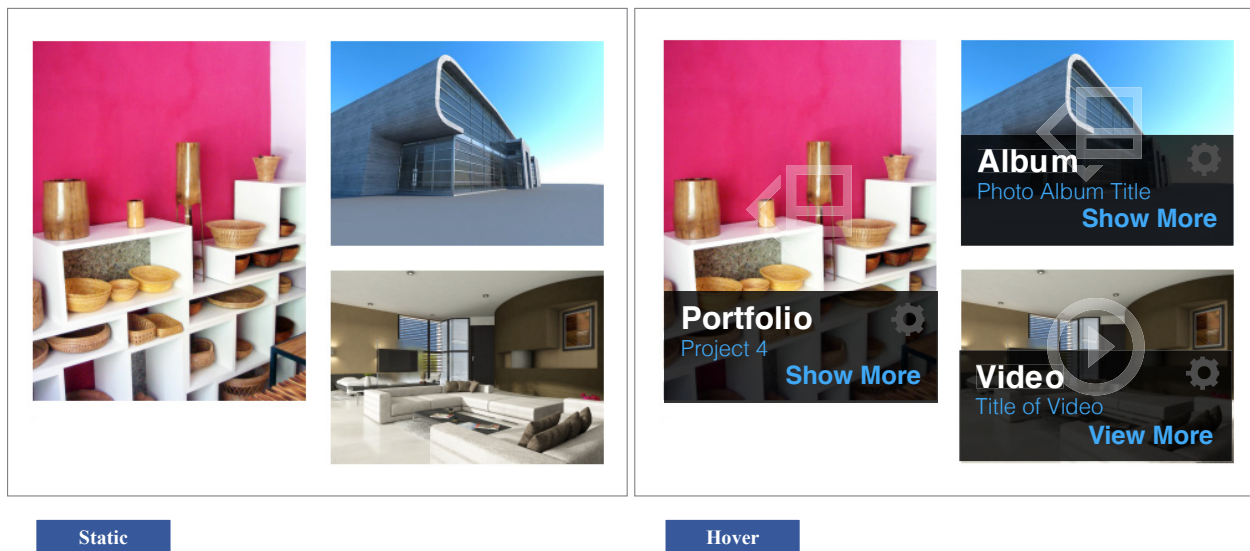 Album
Photo Album Title
Show More
Portfolio
Project 4
Show More
Video
Title of Video
View More
Static
Hover